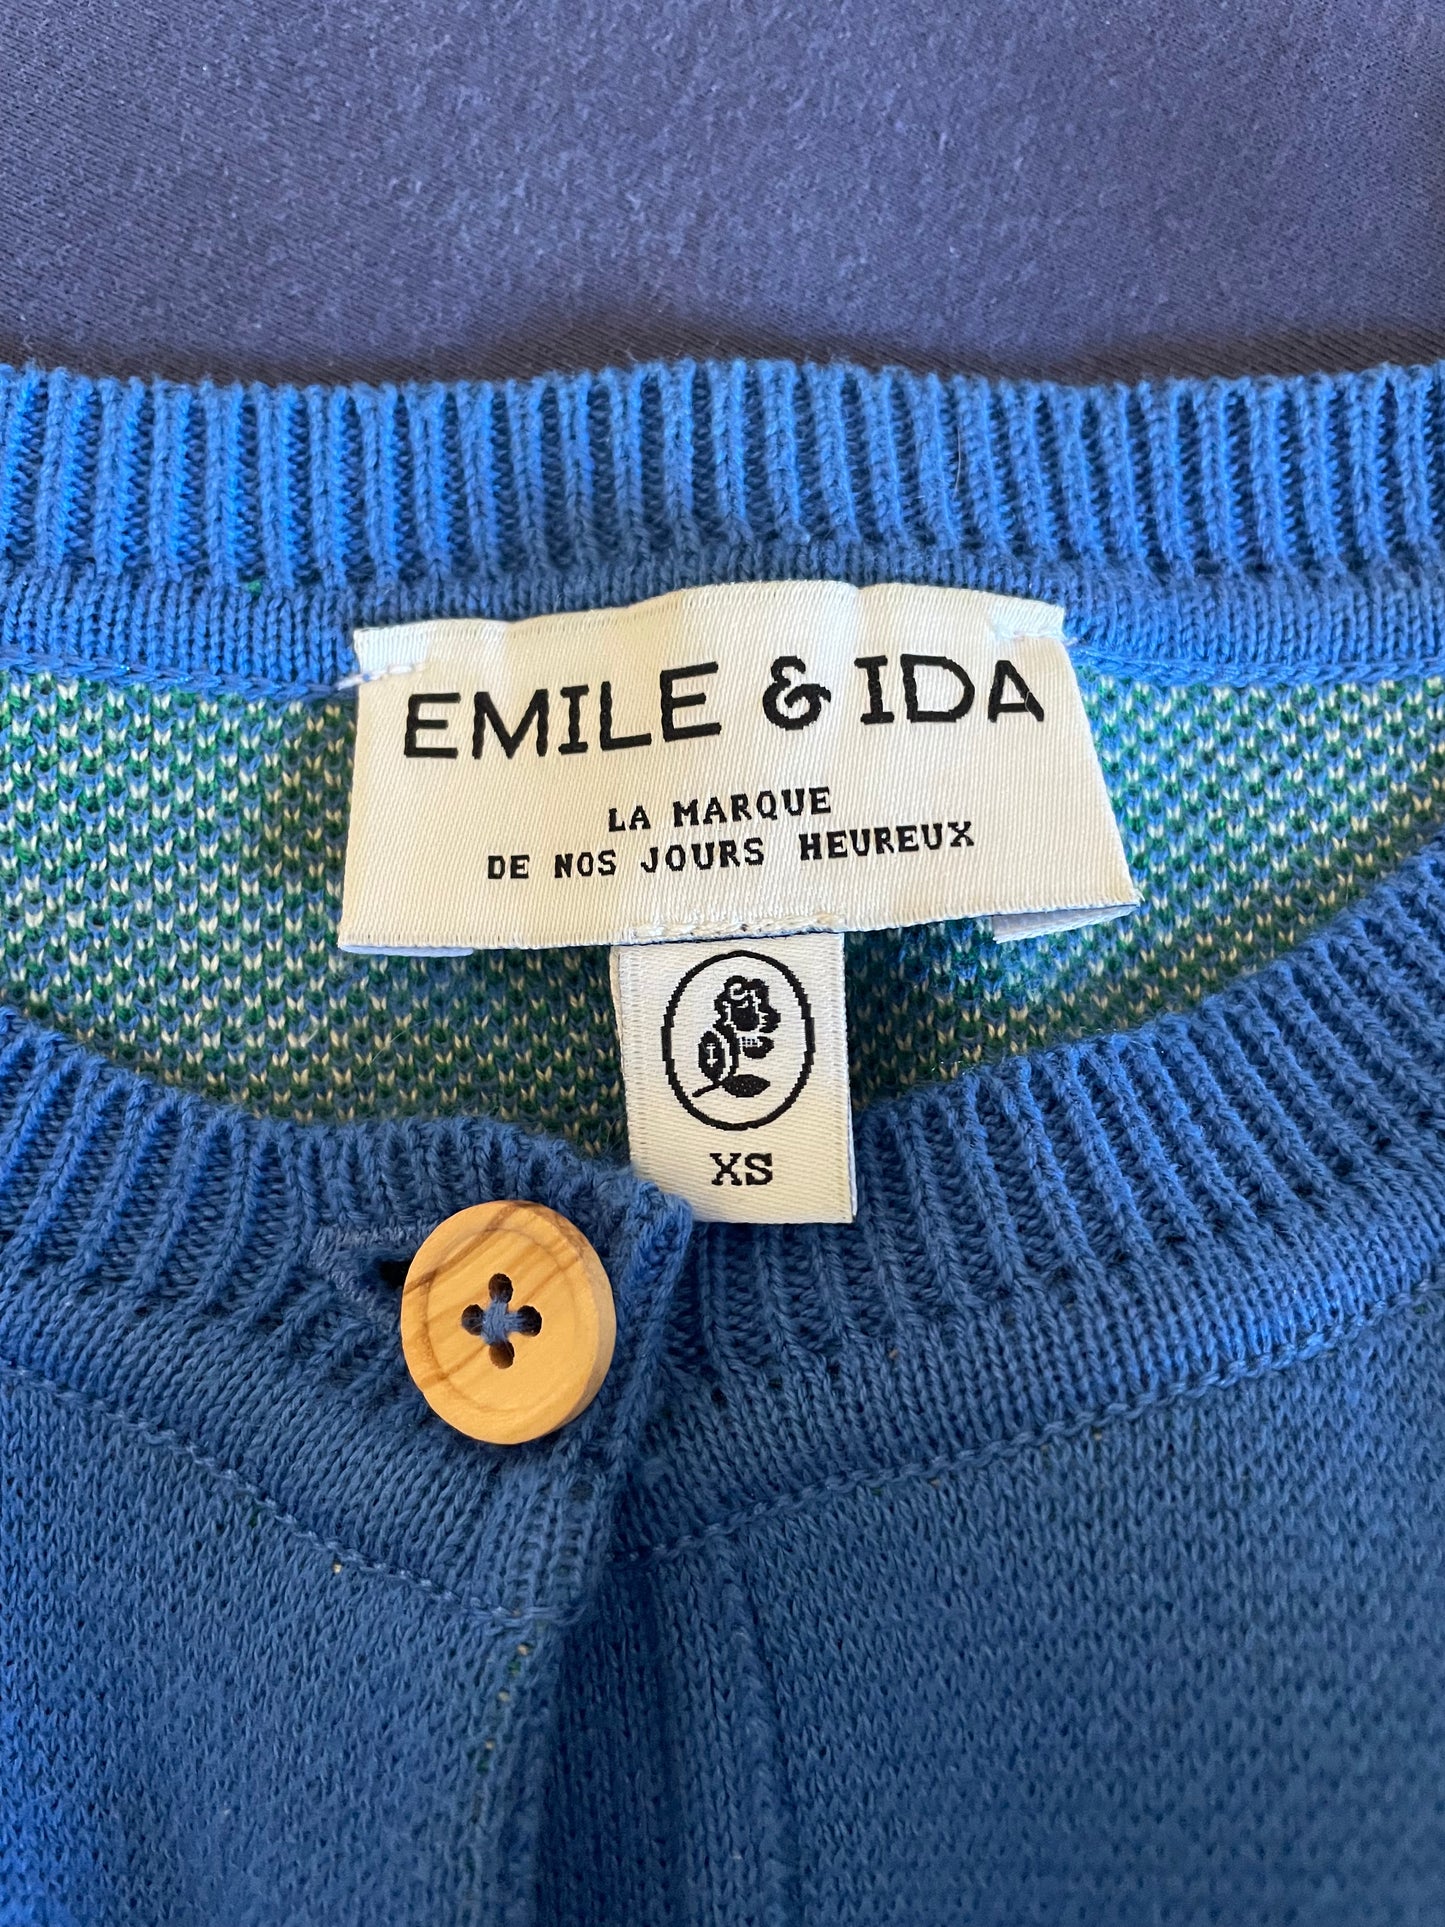 EMILE & IDA
LA MARQUE
DE NOS JOURS HEUREUX
XS